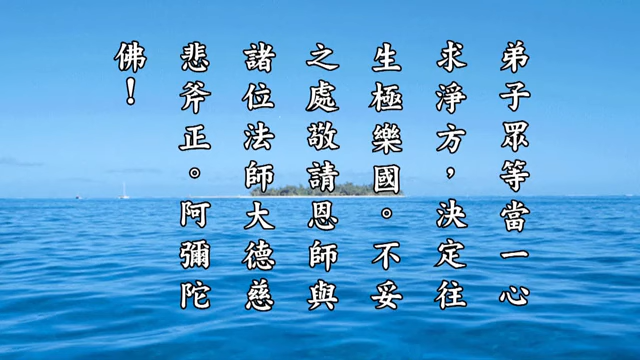 弟子眾等當一心
求淨方，決定往
生極樂國。不妥
之處敬請恩師與
諸位法師大德慈
悲斧正。阿彌陀
佛！